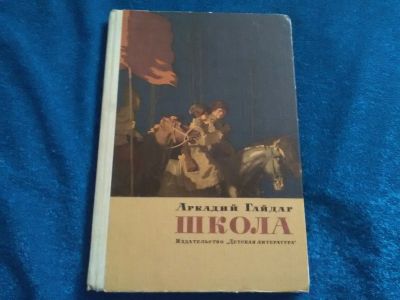 Аркадий Гайдар
ШКОЛА
Издательство „Детская литература“